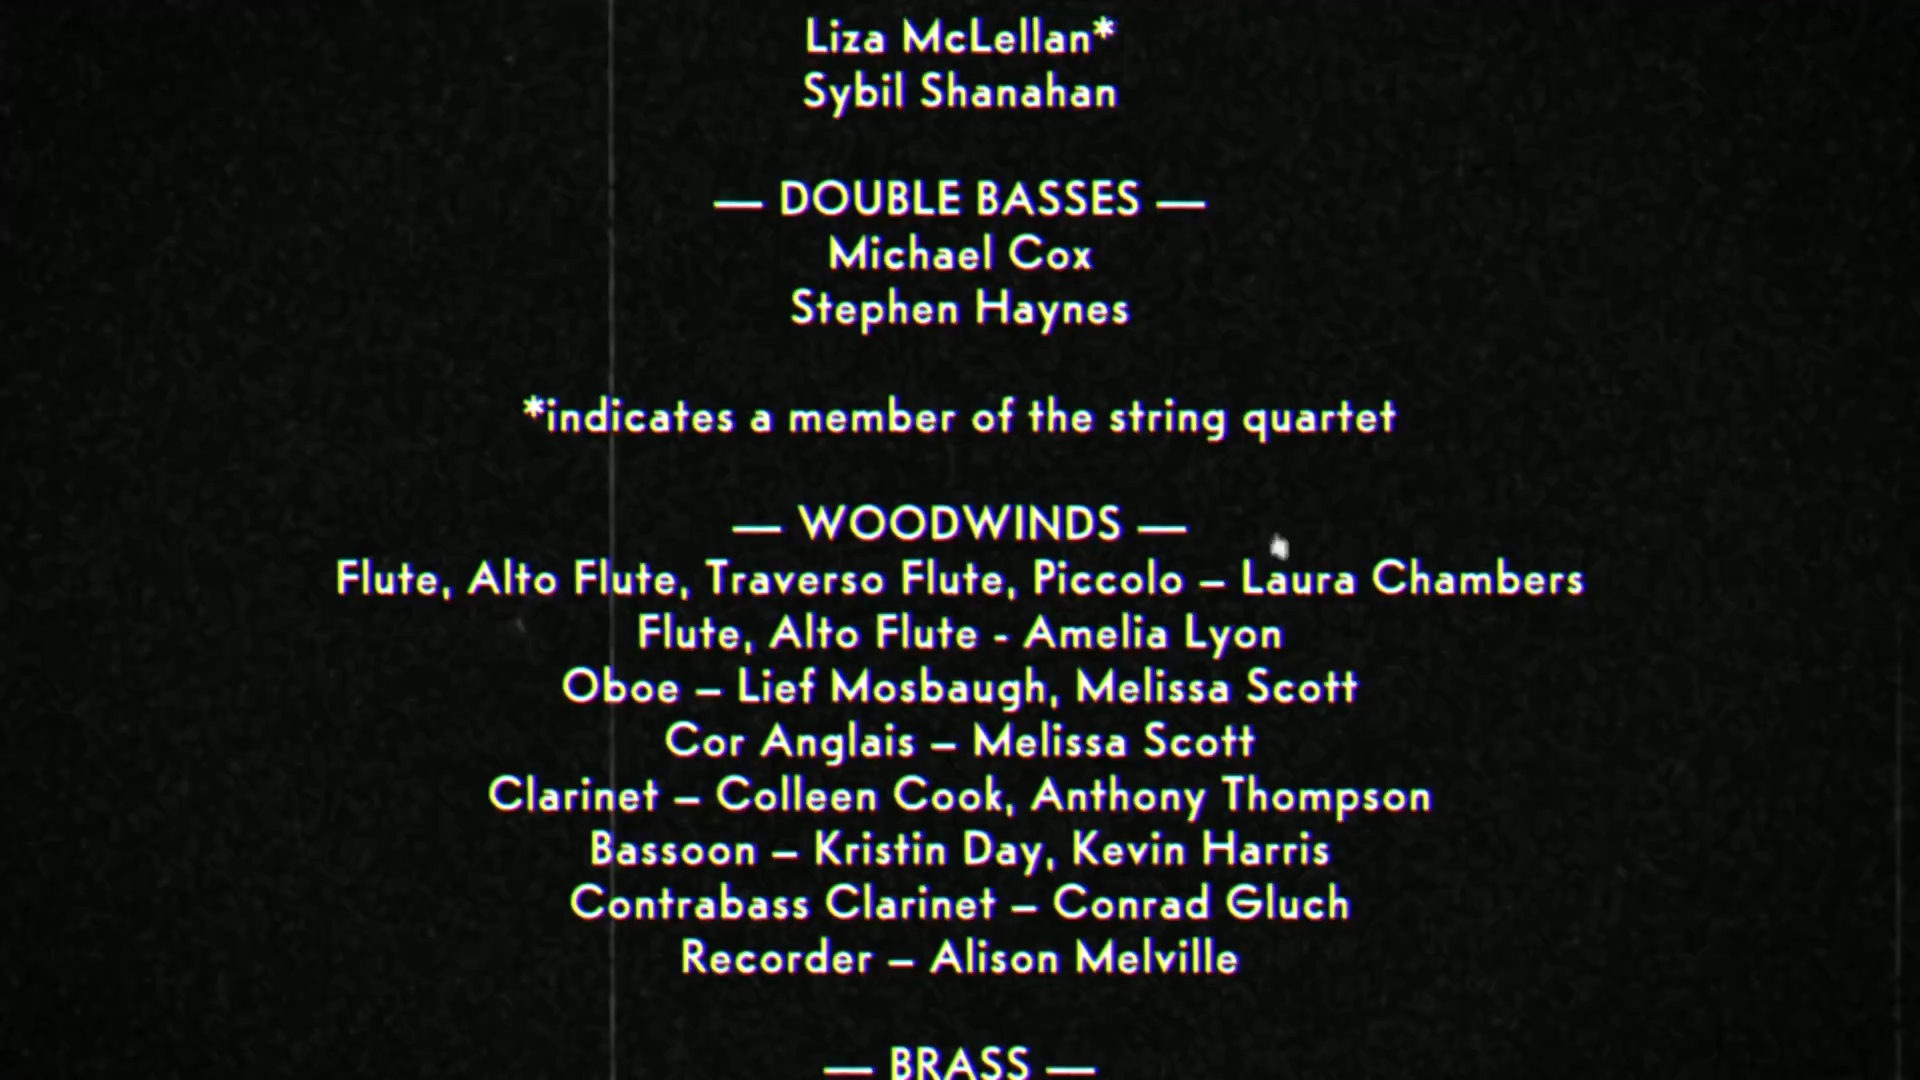 Liza McLellan*
Sybil Shanahan
— DOUBLE BASSES —
Michael Cox
Stephen Haynes
*indicates a member of the string quartet
— WOODWINDS —
Flute, Alto Flute, Traverso Flute, Piccolo – Laura Chambers
Flute, Alto Flute - Amelia Lyon
Oboe – Lief Mosbaugh, Melissa Scott
Cor Anglais – Melissa Scott
Clarinet – Colleen Cook, Anthony Thompson
Bassoon – Kristin Day, Kevin Harris
Contrabass Clarinet – Conrad Gluch
Recorder – Alison Melville
— BRASS —